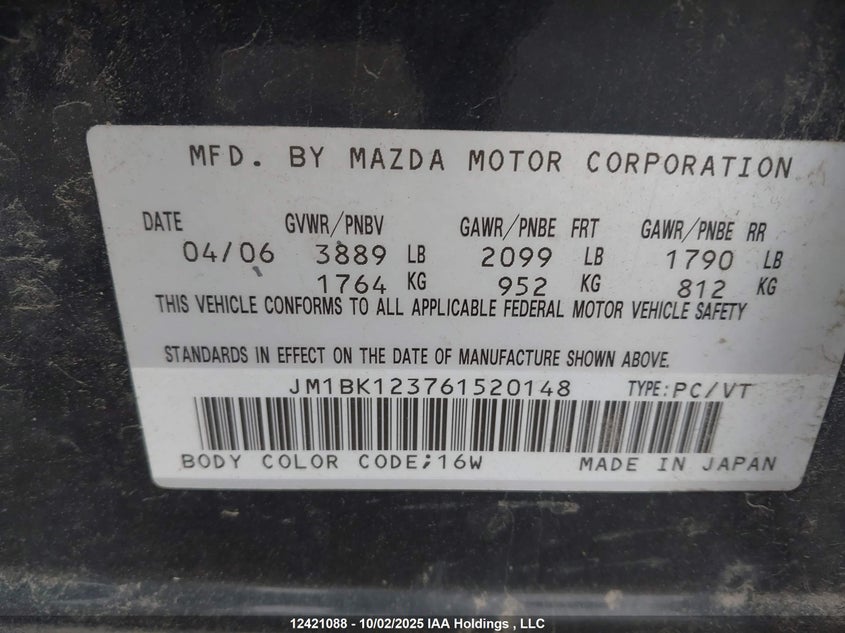 MFD. BY MAZDA MOTOR CORPORATION
DATE GVWR/PNBV GAWR/PNBE FRT GAWR/PNBE RR
04/06 3889 LB 2099 LB 1790 LB
1764 KG 952 KG 812 KG
THIS VEHICLE CONFORMS TO ALL APPLICABLE FEDERAL MOTOR VEHICLE SAFETY
STANDARDS IN EFFECT ON THE DATE OF MANUFACTURE SHOWN ABOVE.
JM1BK123761520148 TYPE:PC/VT
BODY COLOR CODE;16W MADE IN JAPAN
12421088 - 10/02/2025 IAA Holdings , LLC